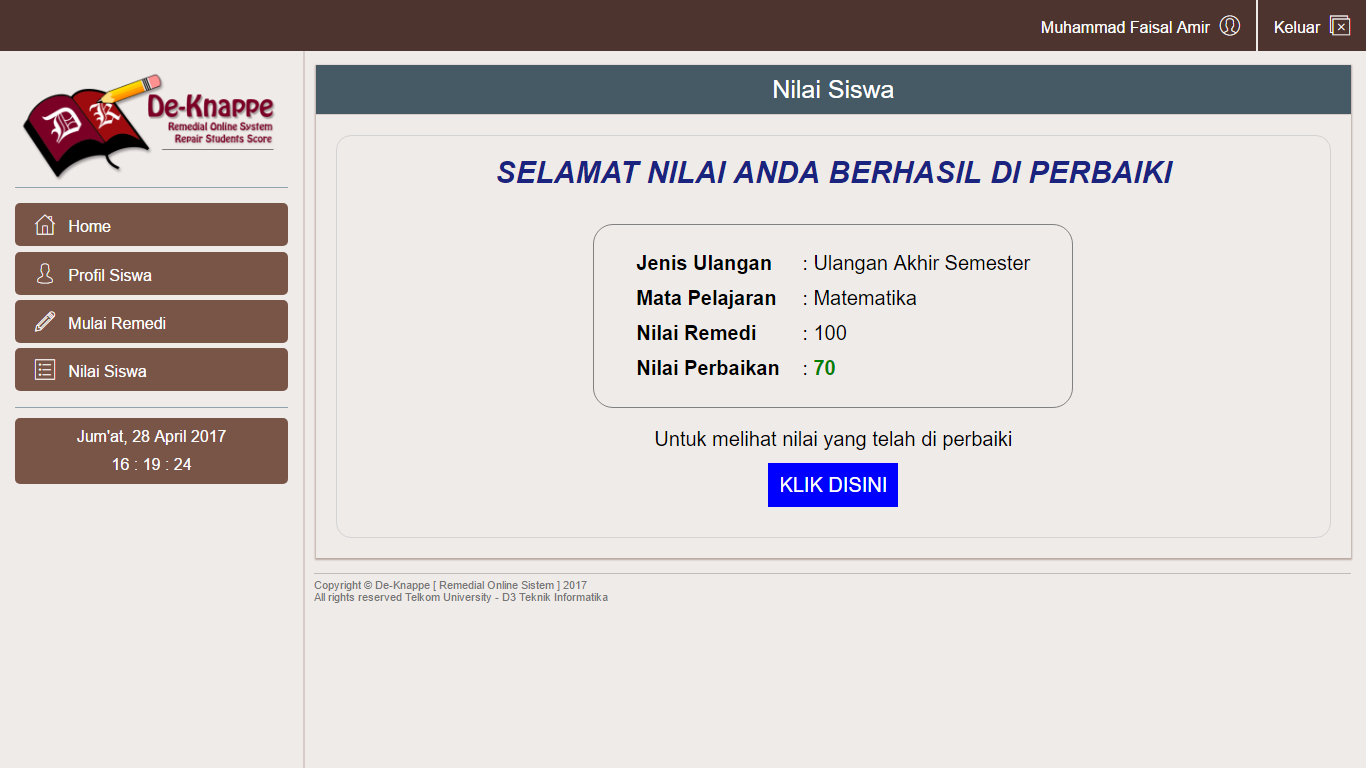 Muhammad Faisal Amir
Keluar
DK
De-Knappe
Remedial Online System
Repair Students Score
Home
Profil Siswa
Mulai Remedi
Nilai Siswa
Jum'at, 28 April 2017
16 : 19 : 24
Nilai Siswa
SELAMAT NILAI ANDA BERHASIL DI PERBAIKI
Jenis Ulangan : Ulangan Akhir Semester
Mata Pelajaran : Matematika
Nilai Remedi : 100
Nilai Perbaikan : 70
Untuk melihat nilai yang telah di perbaiki
KLIK DISINI
Copyright © De-Knappe [ Remedial Online Sistem ] 2017
All rights reserved Telkom University - D3 Teknik Informatika